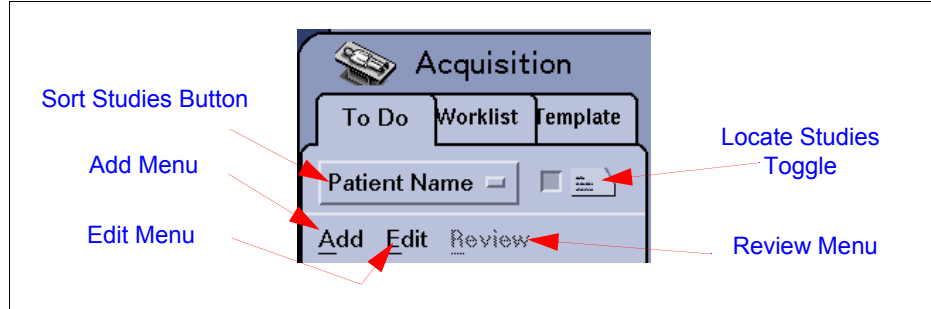 Acquisition
To Do Worklist Template
Sort Studies Button
Patient Name
Locate Studies
Toggle
Add Menu
Add Edit Review
Edit Menu
Review Menu